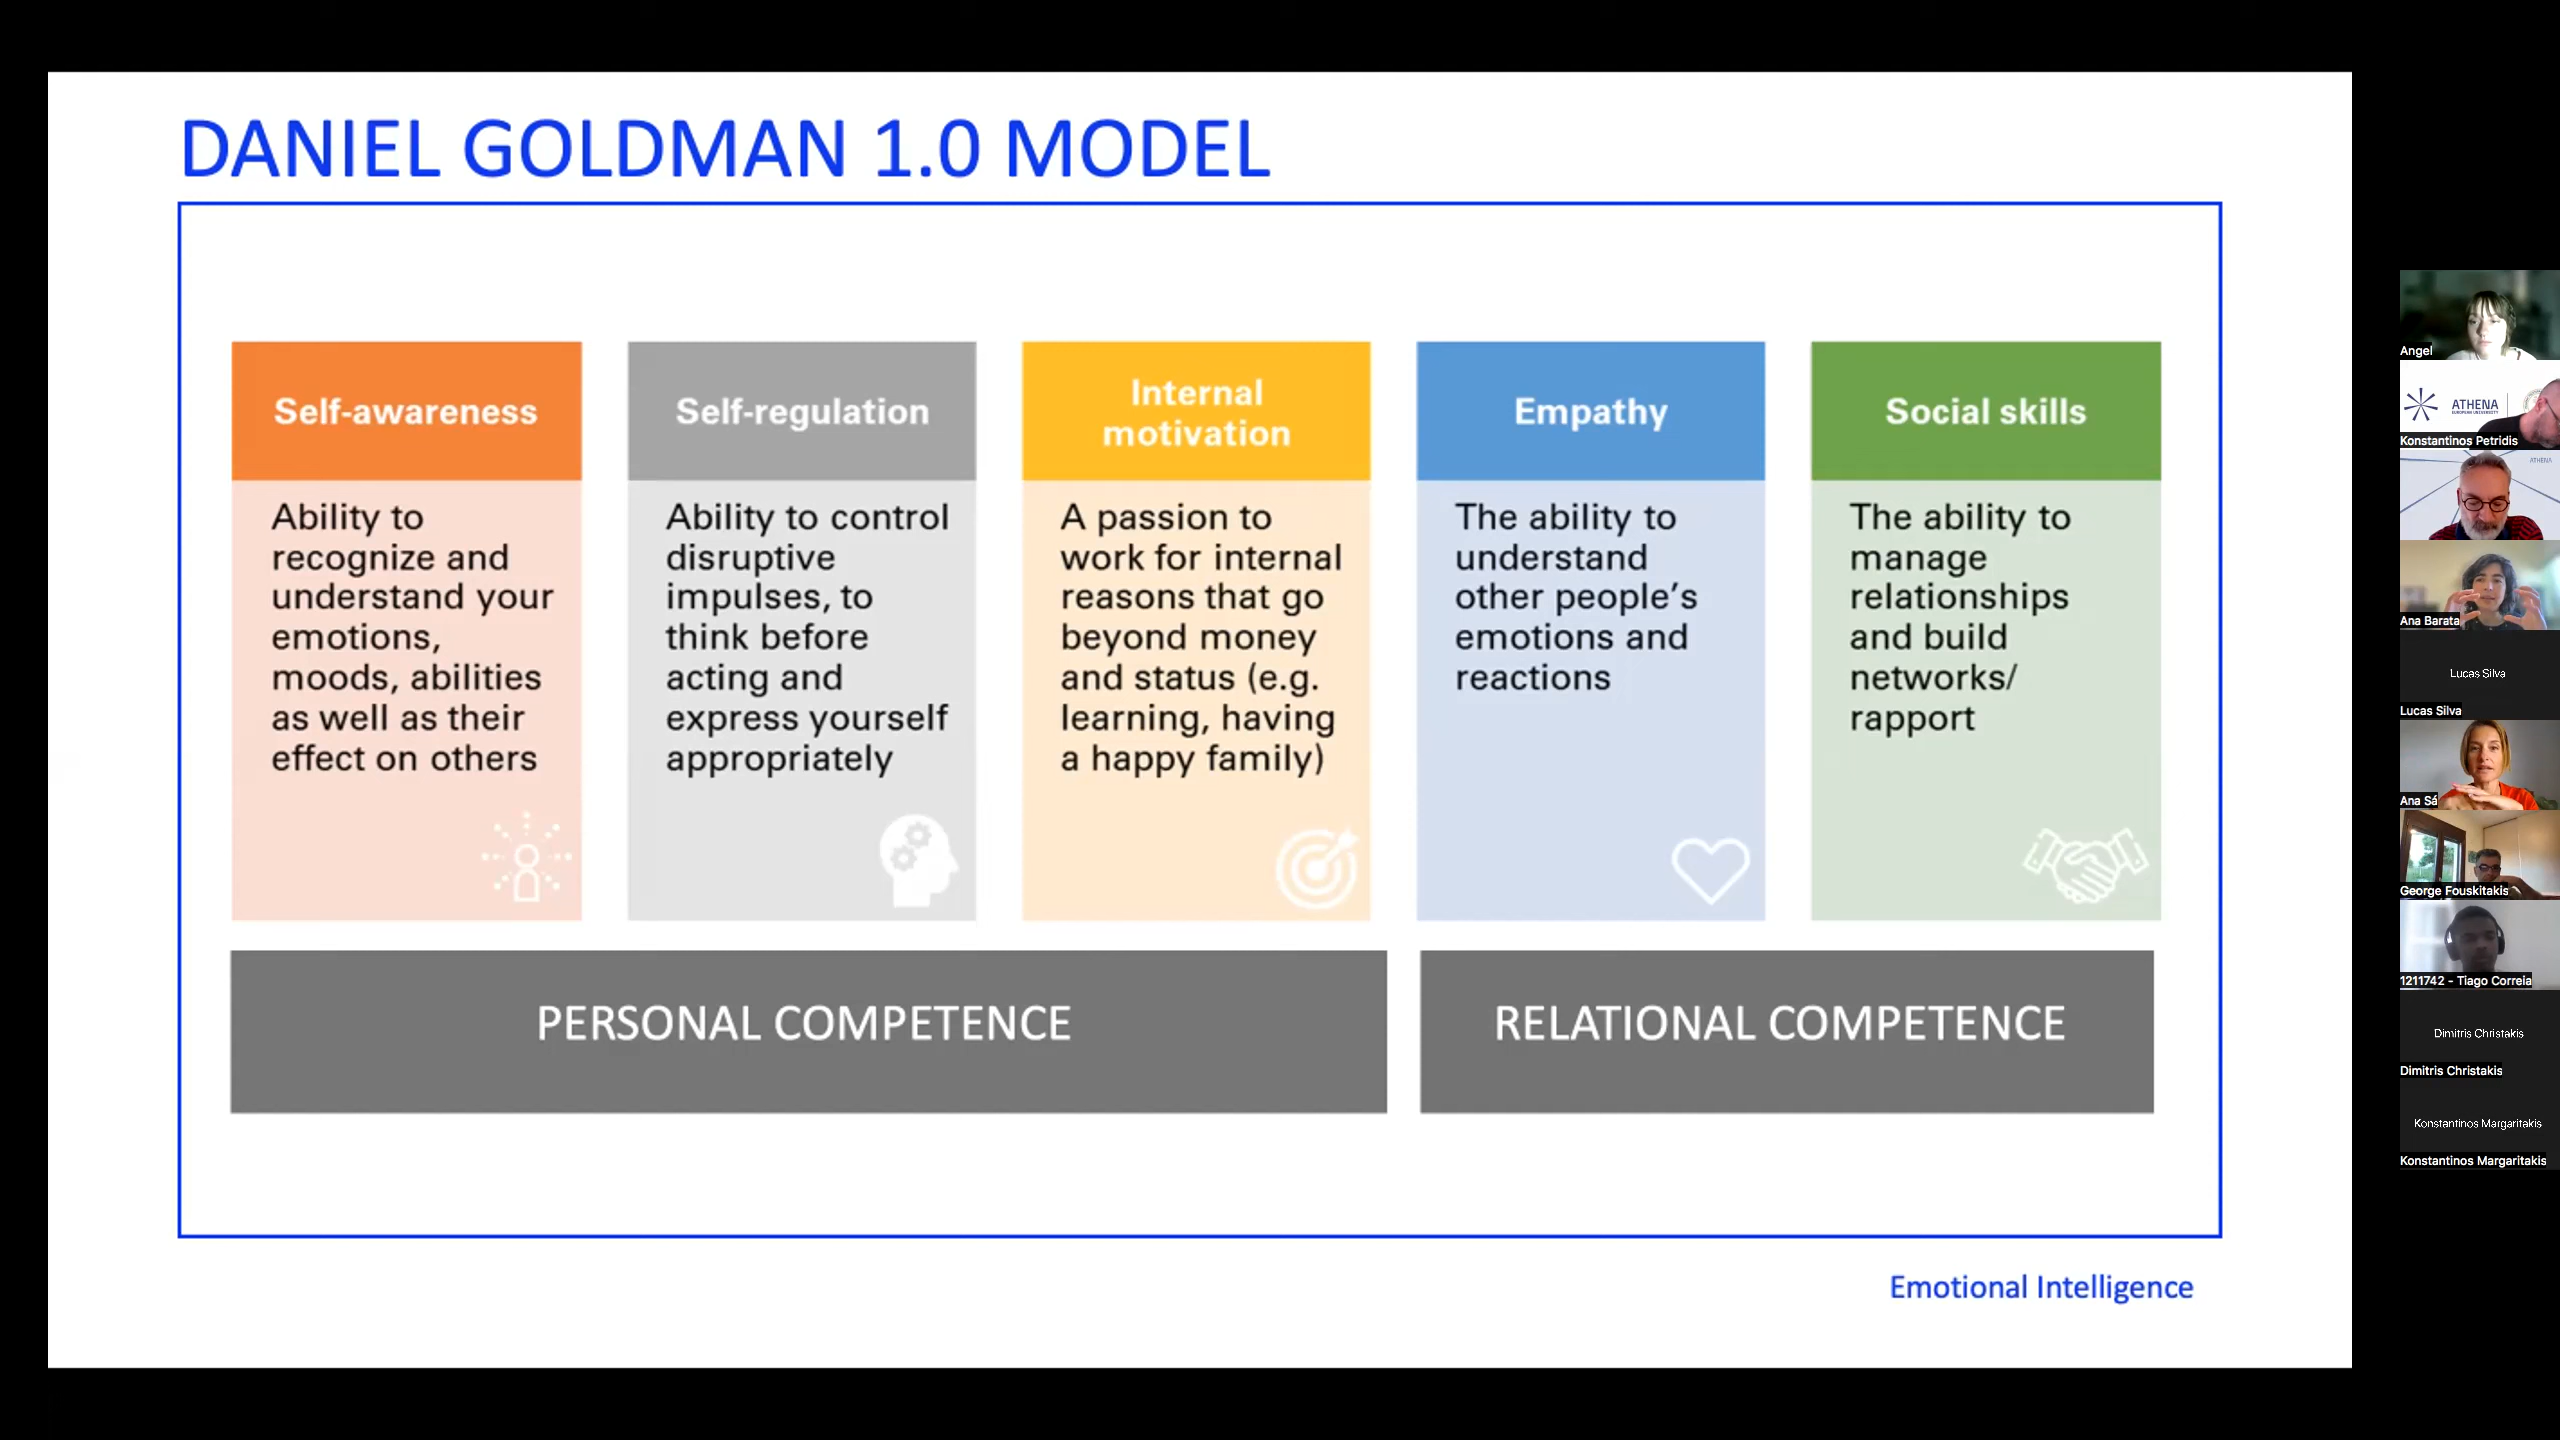 DANIEL GOLDMAN 1.0 MODEL
Self-awareness
Ability to
recognize and
understand your
emotions,
moods, abilities
as well as their
effect on others
Self-regulation
Ability to control
disruptive
impulses, to
think before
acting and
express yourself
appropriately
Internal
motivation
A passion to
work for internal
reasons that go
beyond money
and status (e.g.
learning, having
a happy family)
Empathy
The ability to
understand
other people’s
emotions and
reactions
Social skills
The ability to
manage
relationships
and build
networks/
rapport
PERSONAL COMPETENCE
RELATIONAL COMPETENCE
Emotional Intelligence
Angel
ATHENA
EUROPEAN UNIVERSITY
Konstantinos Petridis
ATHENA
Ana Barata
Lucas Silva
Lucas Silva
Ana Sá
George Fouskitakis
1211742 - Tiago Correia
Dimitris Christakis
Dimitris Christakis
Konstantinos Margaritakis
Konstantinos Margaritakis